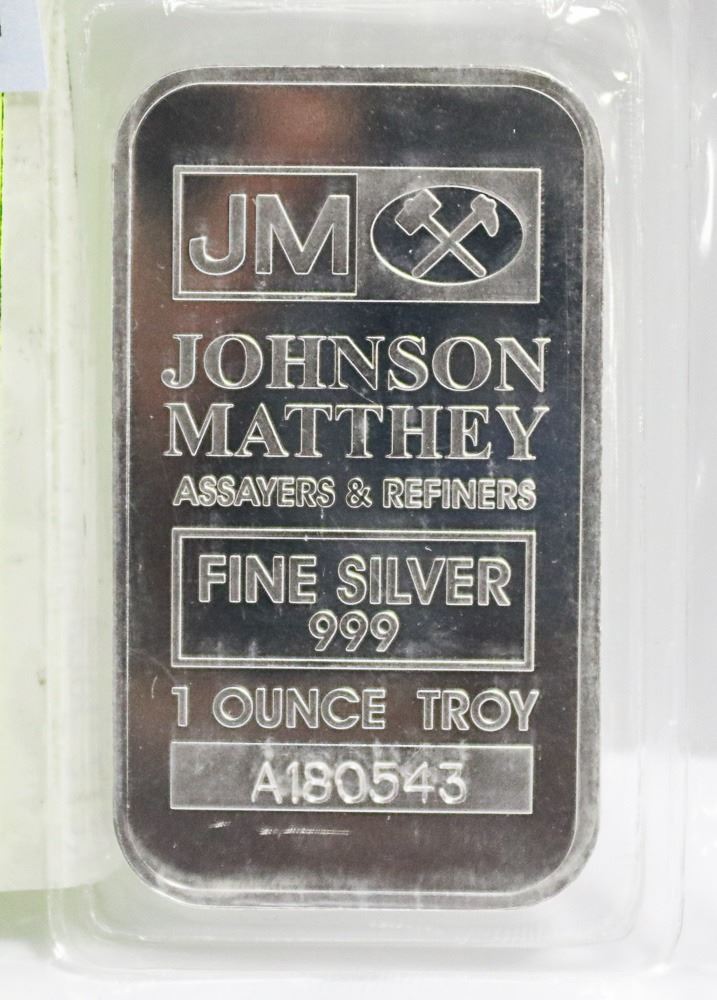 JM
JOHNSON
MATTHEY
ASSAYERS & REFINERS
FINE SILVER
999
1 OUNCE TROY
A180543